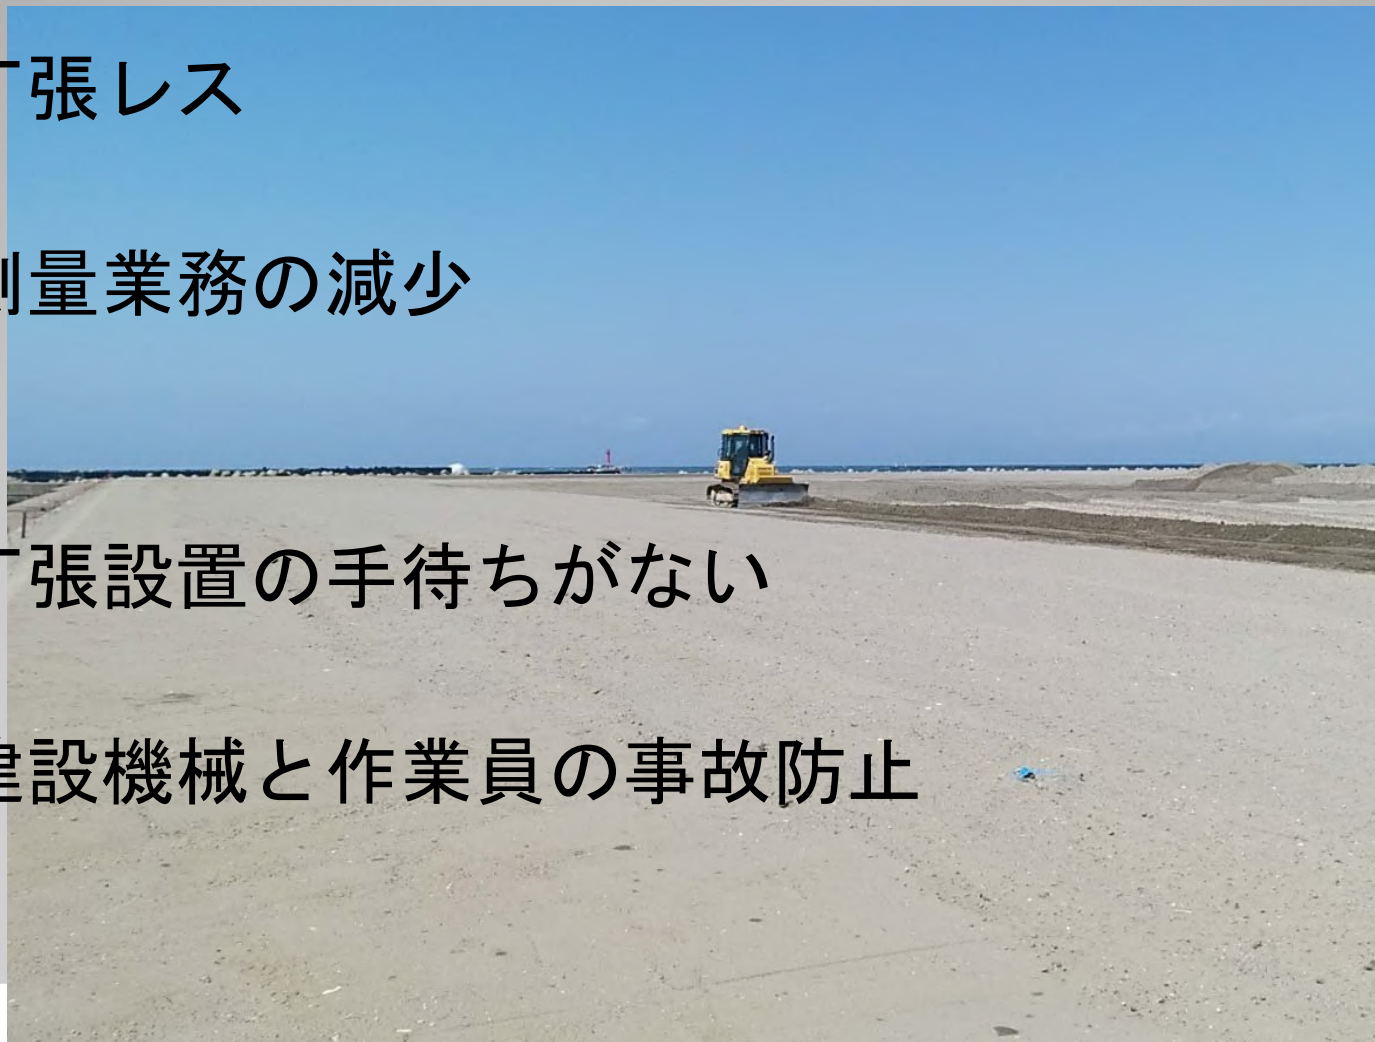 張レス
量業務の減少
張設置の手待ちがない
設機械と作業員の事故防止